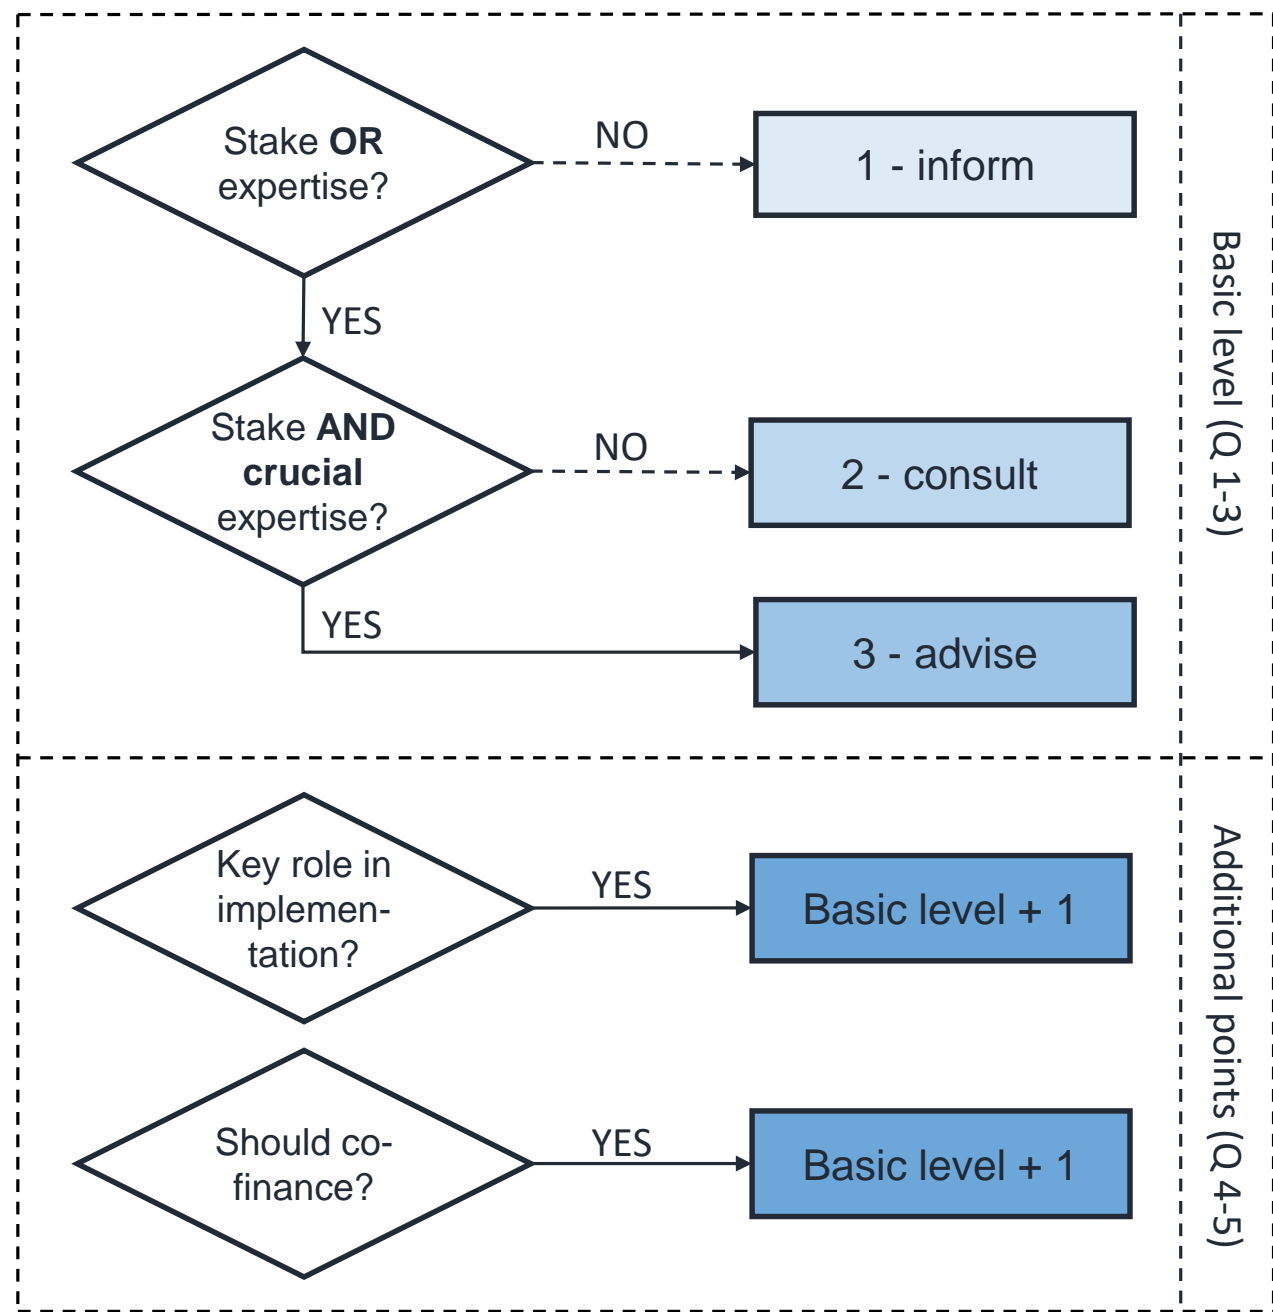 Stake OR
expertise?
NO
1 - inform
YES
Stake AND
crucial
expertise?
NO
2 - consult
YES
3 - advise
Basic level (Q 1-3)
Key role in
implemen-
tation?
YES
Basic level + 1
Should co-
finance?
YES
Basic level + 1
Additional points (Q 4-5)